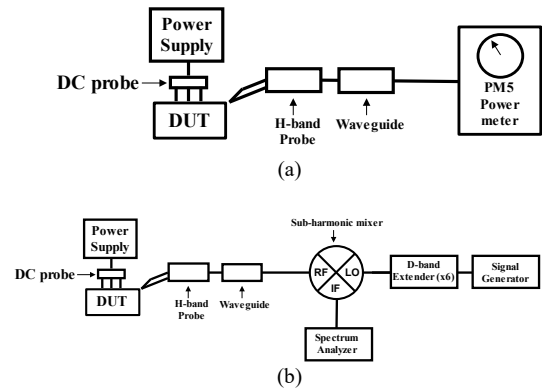 Power
Supply
DC probe
DUT
H-band
Probe
Waveguide
PM5
Power
meter
(a)
Sub-harmonic mixer
Power
Supply
DC probe
DUT
H-band
Probe
Waveguide
RF
LO
IF
D-band
Extender (x6)
Signal
Generator
Spectrum
Analyzer
(b)